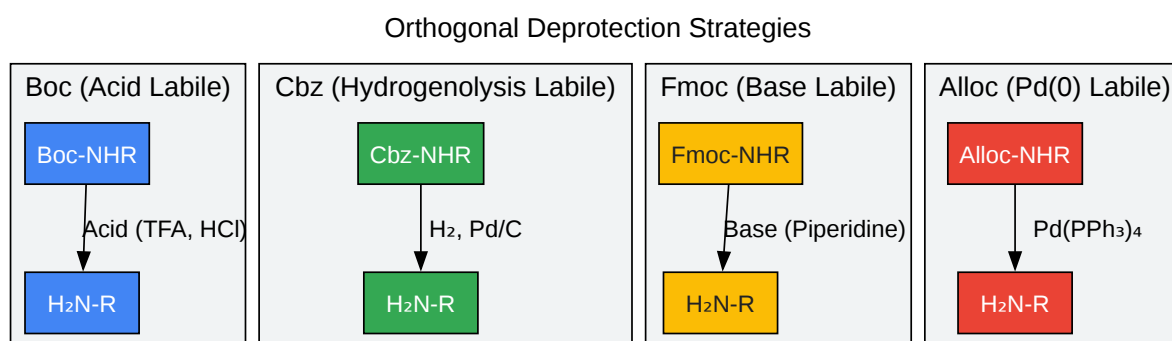 Orthogonal Deprotection Strategies
Boc (Acid Labile)
Boc-NHR
Acid (TFA, HCl)
H₂N-R
Cbz (Hydrogenolysis Labile)
Cbz-NHR
H₂, Pd/C
H₂N-R
Fmoc (Base Labile)
Fmoc-NHR
Base (Piperidine)
H₂N-R
Alloc (Pd(0) Labile)
Alloc-NHR
Pd(PPh₃)₄
H₂N-R